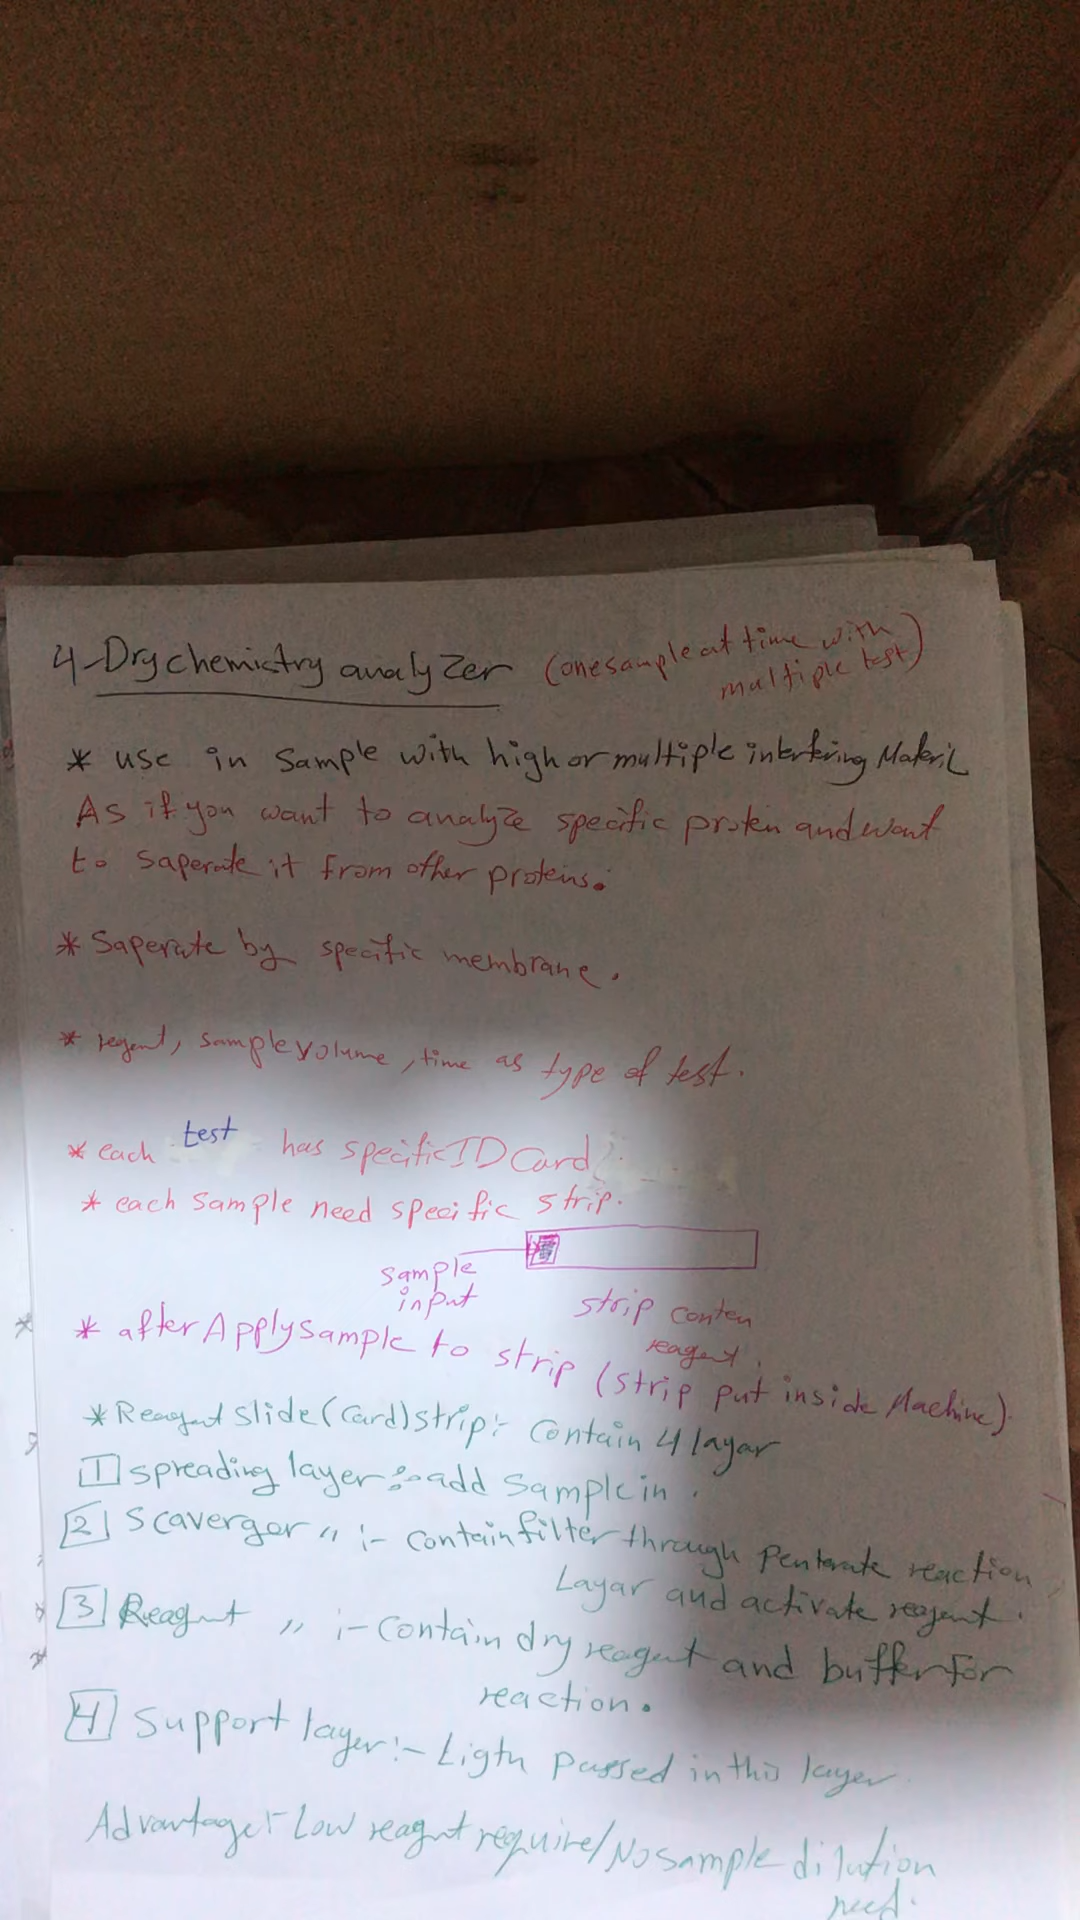 4-Dry chemictry analyzer (one sample at time with
multiple test)
* use in sample with high or multiple interfering Materil
As if you want to analyze specific protien and want
to saperate it from other proteins.
* Saperate by specific membrane.
* regent, sample volume, time as type of test.
* each test has specific ID Card
* each sample need specific strip.
sample
input
strip conten
reagent.
* after Apply sample to strip (strip put inside Machine).
* Reagent slide (card) strip:- contain 4 layar
1 spreading layer:- add sample in.
2 Scaverger " :- contain filter through penterate reaction
Layar and activate reagent.
3 Reagent " :- contain dry reagent and buffer for
reaction.
4 support layer:- Ligth passed in this layer
Advantage:- Low reagent require/No sample dilution
need.